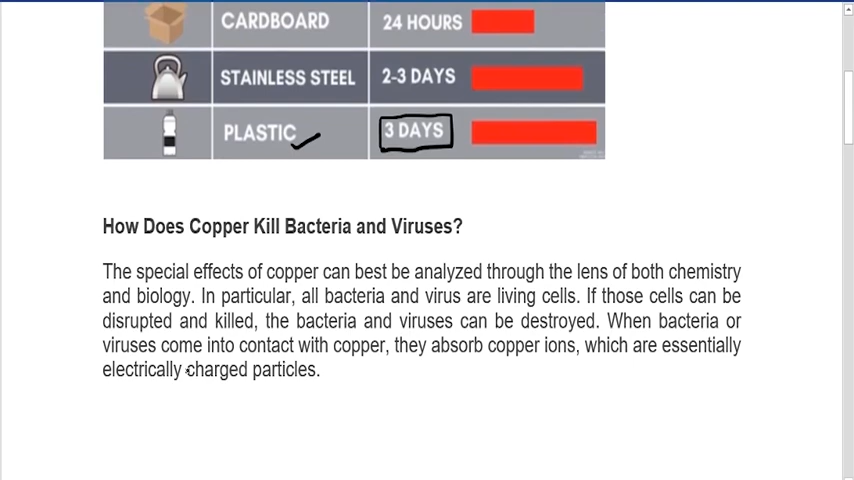 CARDBOARD 24 HOURS
STAINLESS STEEL 2-3 DAYS
PLASTIC 3 DAYS
How Does Copper Kill Bacteria and Viruses?
The special effects of copper can best be analyzed through the lens of both chemistry
and biology. In particular, all bacteria and virus are living cells. If those cells can be
disrupted and killed, the bacteria and viruses can be destroyed. When bacteria or
viruses come into contact with copper, they absorb copper ions, which are essentially
electrically charged particles.